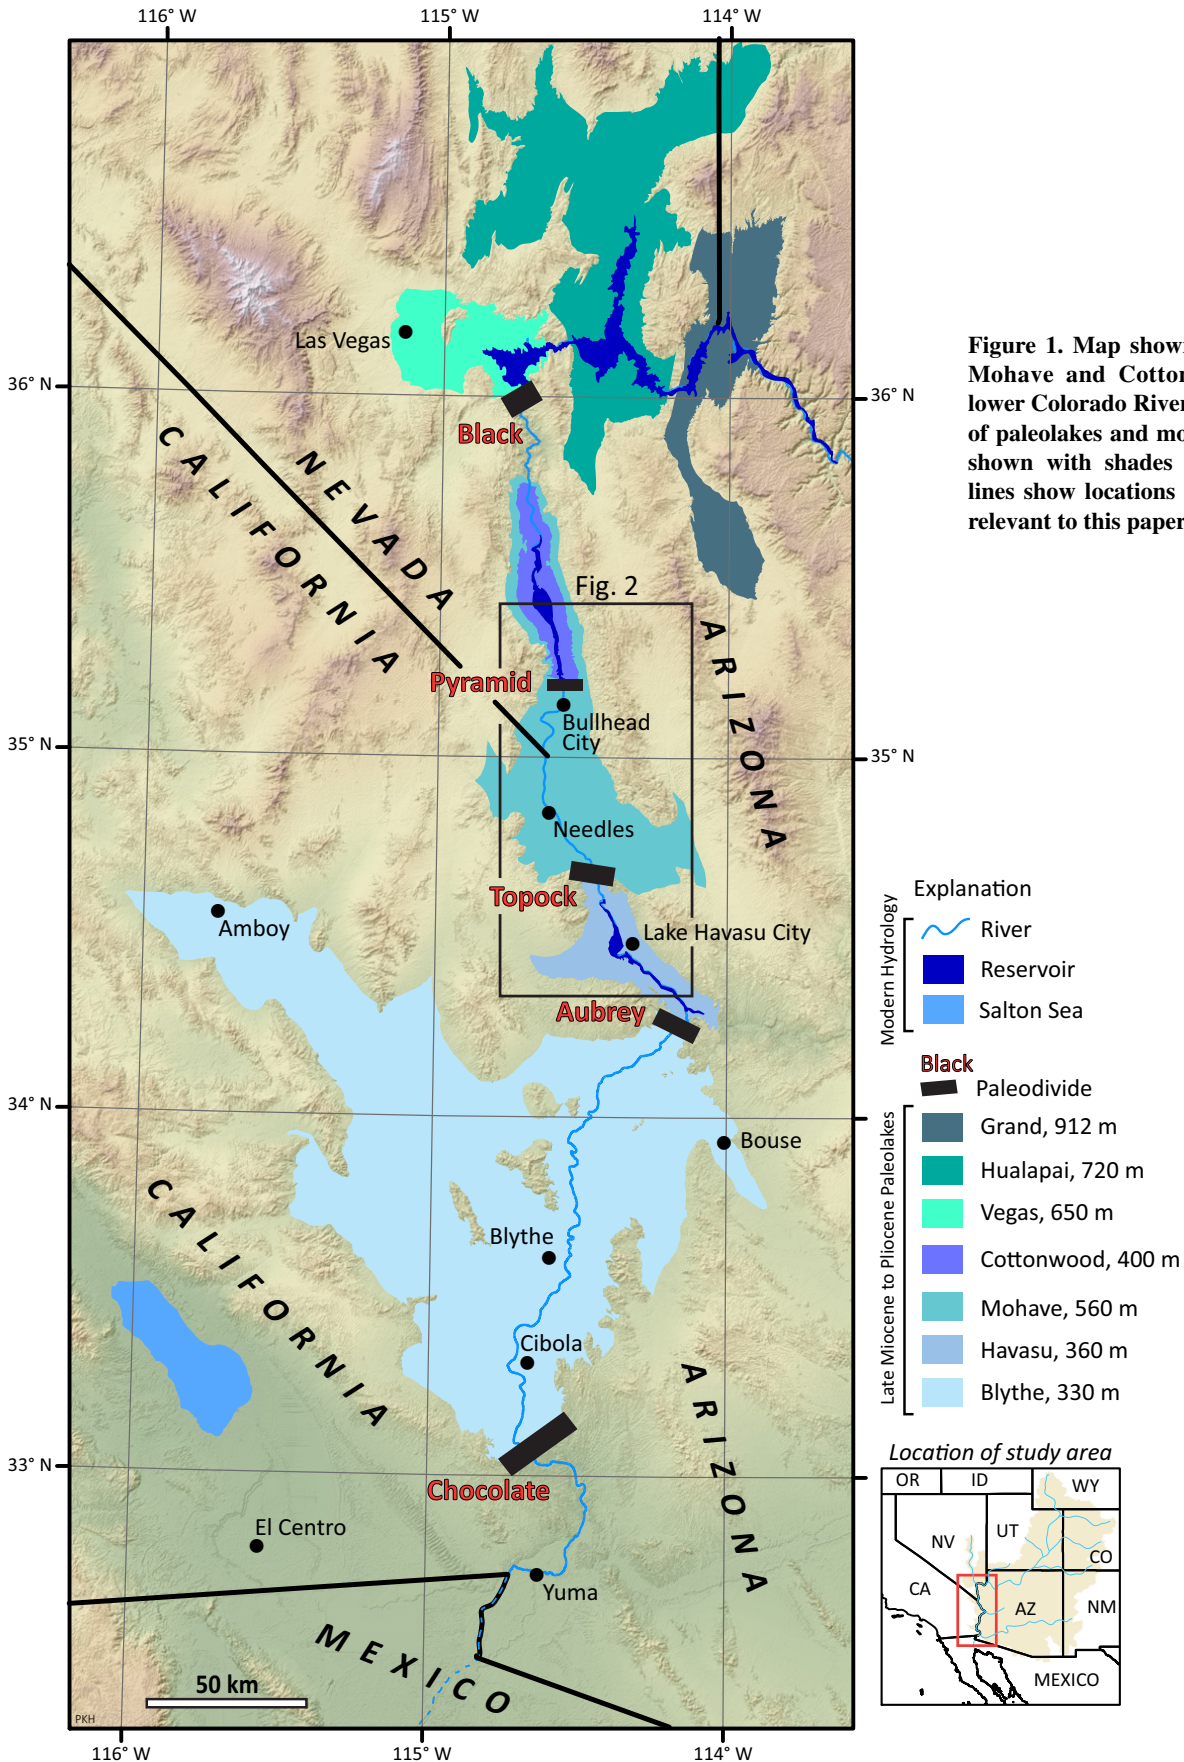 116° W
115° W
114° W
Las Vegas
36° N
36° N
Black
NEVADA
CALIFORNIA
Fig. 2
ARIZONA
Pyramid
Bullhead
City
35° N
35° N
Needles
Topock
Amboy
Lake Havasu City
Aubrey
34° N
34° N
Bouse
CALIFORNIA
Blythe
Cibola
ARIZONA
33° N
33° N
Chocolate
El Centro
Yuma
MEXICO
50 km
PKH
116° W
115° W
114° W
Figure 1. Map show
Mohave and Cotto
lower Colorado River
of paleolakes and mo
shown with shades
lines show locations
relevant to this paper
Explanation
Modern Hydrology
River
Reservoir
Salton Sea
Black
Paleodivide
Late Miocene to Pliocene Paleolakes
Grand, 912 m
Hualapai, 720 m
Vegas, 650 m
Cottonwood, 400 m
Mohave, 560 m
Havasu, 360 m
Blythe, 330 m
Location of study area
OR
ID
WY
NV
UT
CO
CA
AZ
NM
MEXICO